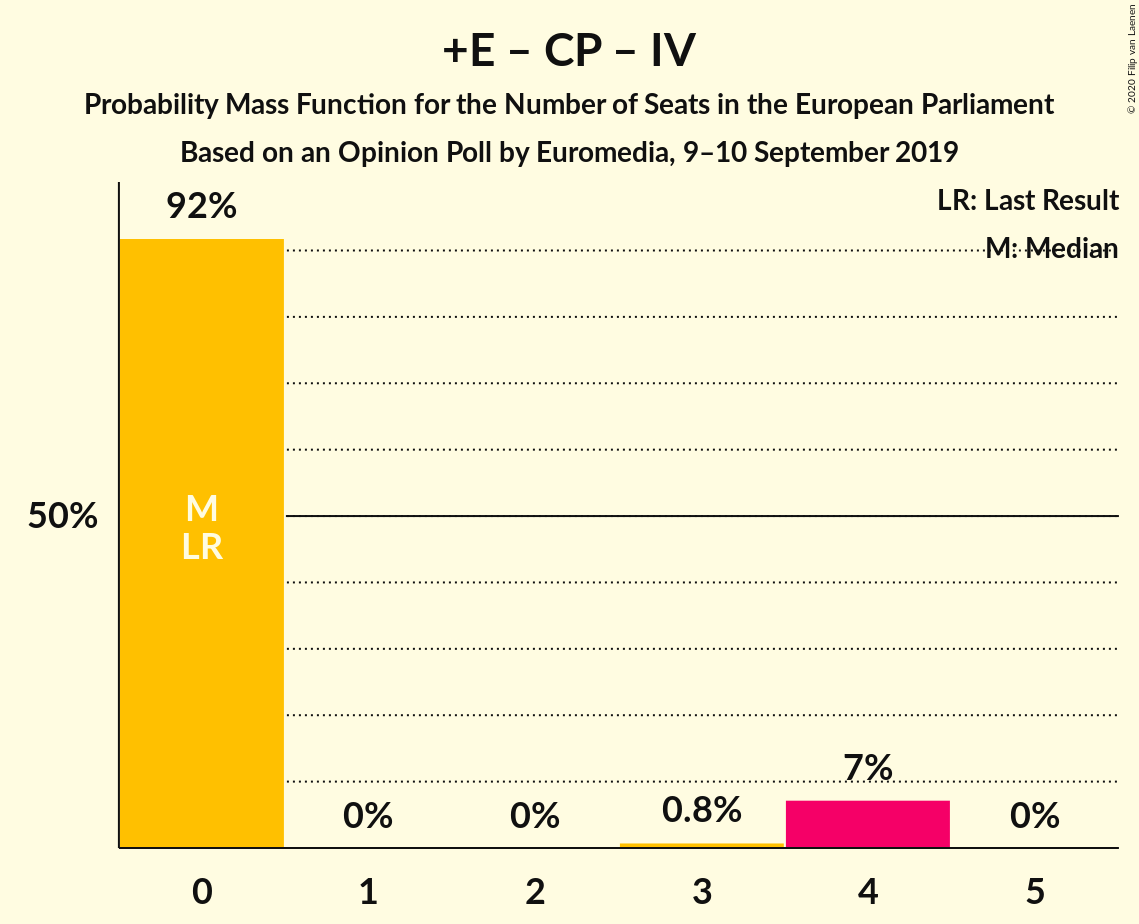 +E – CP – IV
Probability Mass Function for the Number of Seats in the European Parliament
Based on an Opinion Poll by Euromedia, 9–10 September 2019
© 2020 Filip van Laenen
LR: Last Result
M: Median
92%
M
LR
50%
0%
0%
0.8%
7%
0%
0
1
2
3
4
5